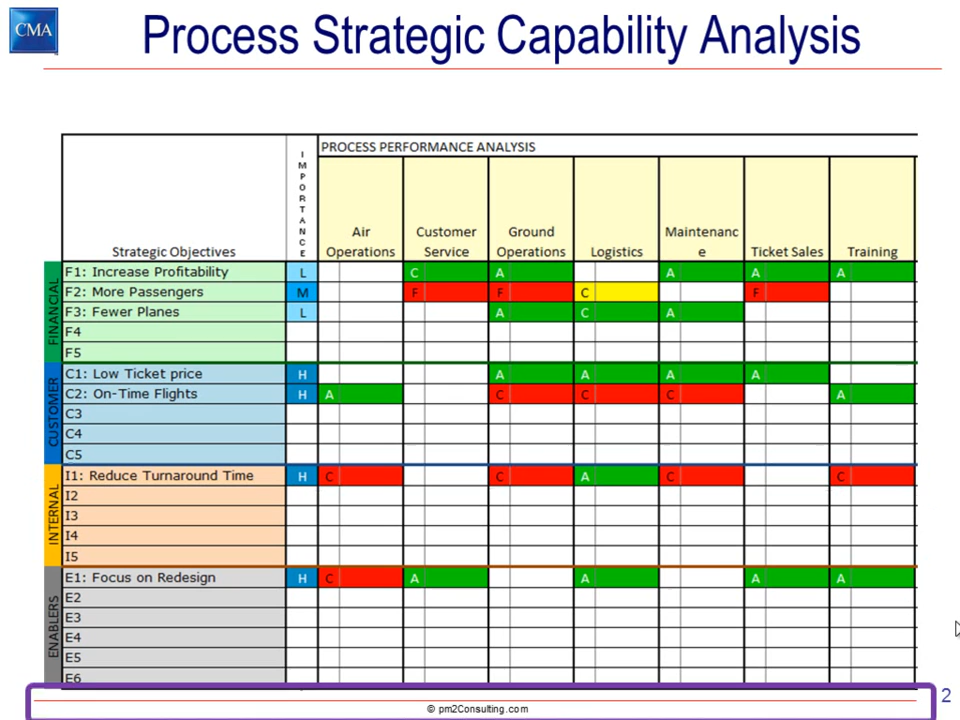 CMA
Process Strategic Capability Analysis
PROCESS PERFORMANCE ANALYSIS
Strategic Objectives
IMPORTANCE
Air Operations
Customer Service
Ground Operations
Logistics
Maintenanc e
Ticket Sales
Training
FINANCIAL
F1: Increase Profitability L C A A A A
F2: More Passengers M F F C F
F3: Fewer Planes L A C A
F4
F5
CUSTOMER
C1: Low Ticket price H A A A A
C2: On-Time Flights H A C C C A
C3
C4
C5
INTERNAL
I1: Reduce Turnaround Time H C C A C C
I2
I3
I4
I5
ENABLERS
E1: Focus on Redesign H C A A A A
E2
E3
E4
E5
E6
© pm2Consulting.com
2